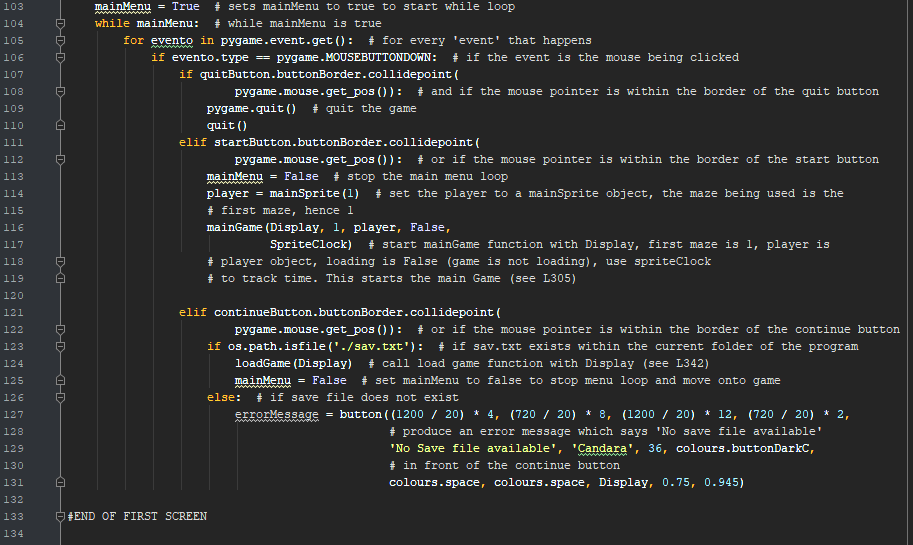 103 mainMenu = True  # sets mainMenu to true to start while loop
104 while mainMenu:  # while mainMenu is true
105 for evento in pygame.event.get():  # for every 'event' that happens
106 if evento.type == pygame.MOUSEBUTTONDOWN:  # if the event is the mouse being clicked
107 if quitButton.buttonBorder.collidepoint(
108 pygame.mouse.get_pos()):  # and if the mouse pointer is within the border of the quit button
109 pygame.quit()  # quit the game
110 quit()
111 elif startButton.buttonBorder.collidepoint(
112 pygame.mouse.get_pos()):  # or if the mouse pointer is within the border of the start button
113 mainMenu = False  # stop the main menu loop
114 player = mainSprite(1)  # set the player to a mainSprite object, the maze being used is the
115 # first maze, hence 1
116 mainGame(Display, 1, player, False,
117 SpriteClock)  # start mainGame function with Display, first maze is 1, player is
118 # player object, loading is False (game is not loading), use spriteClock
119 # to track time. This starts the main Game (see L305)
120
121 elif continueButton.buttonBorder.collidepoint(
122 pygame.mouse.get_pos()):  # or if the mouse pointer is within the border of the continue button
123 if os.path.isfile('./sav.txt'):  # if sav.txt exists within the current folder of the program
124 loadGame(Display)  # call load game function with Display (see L342)
125 mainMenu = False  # set mainMenu to false to stop menu loop and move onto game
126 else:  # if save file does not exist
127 errorMessage = button((1200 / 20) * 4, (720 / 20) * 8, (1200 / 20) * 12, (720 / 20) * 2,
128 # produce an error message which says 'No save file available'
129 'No Save file available', 'Candara', 36, colours.buttonDarkC,
130 # in front of the continue button
131 colours.space, colours.space, Display, 0.75, 0.945)
132
133 #END OF FIRST SCREEN
134